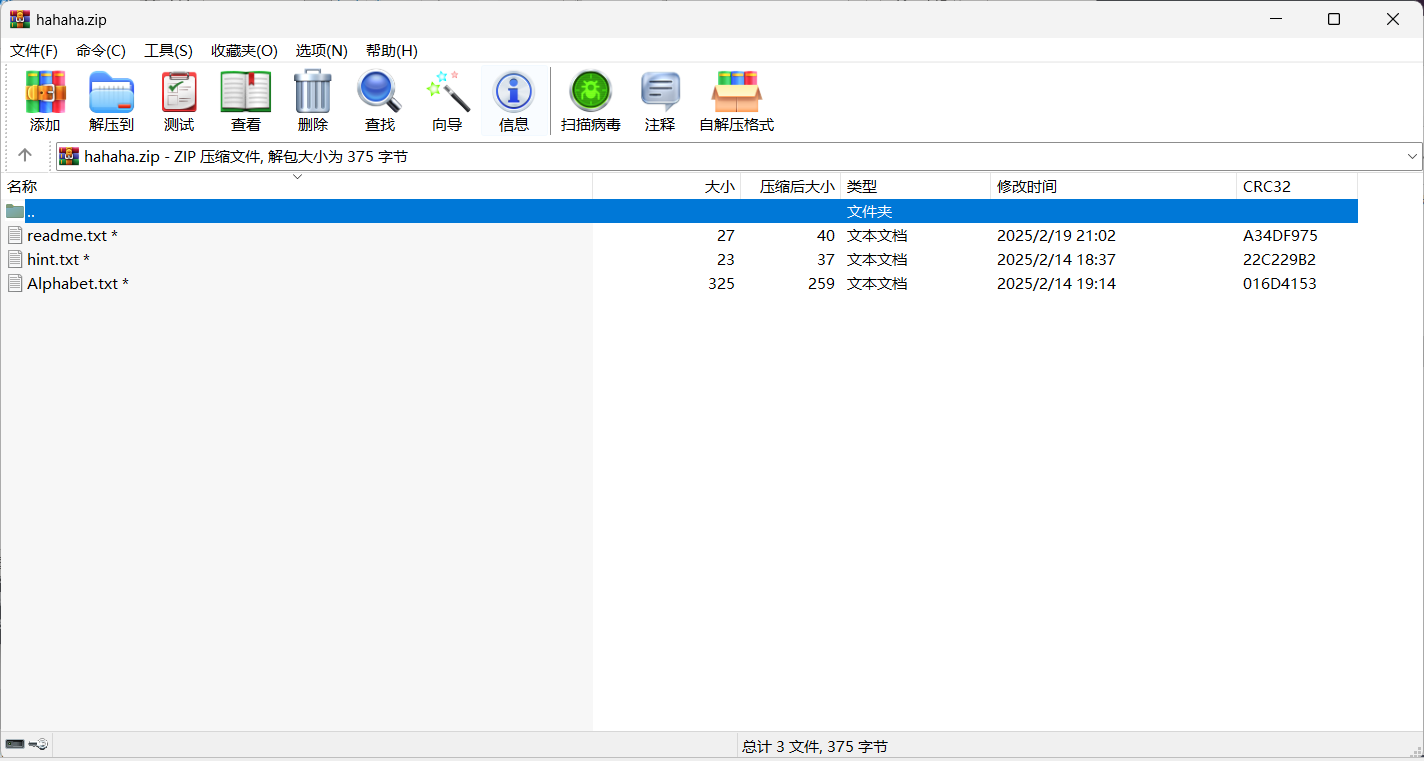 hahaha.zip
文件(F) 命令(C) 工具(S) 收藏夹(O) 选项(N) 帮助(H)
添加 解压到 测试 查看 删除 查找 向导 信息 扫描病毒 注释 自解压格式
hahaha.zip - ZIP 压缩文件, 解包大小为 375 字节
名称 大小 压缩后大小 类型 修改时间 CRC32
.. 文件夹
readme.txt * 27 40 文本文档 2025/2/19 21:02 A34DF975
hint.txt * 23 37 文本文档 2025/2/14 18:37 22C229B2
Alphabet.txt * 325 259 文本文档 2025/2/14 19:14 016D4153
总计 3 文件, 375 字节